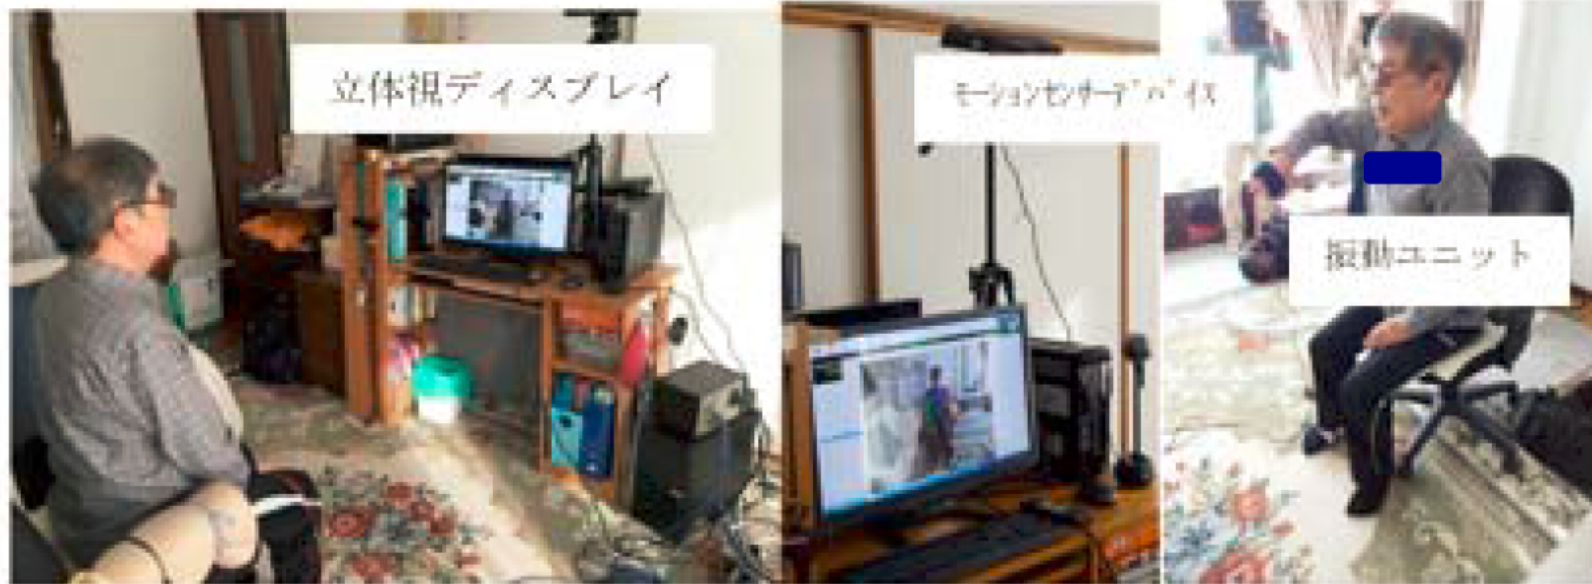 立体視ディスプレイ
モーションセンサーデバイス
振動ユニット